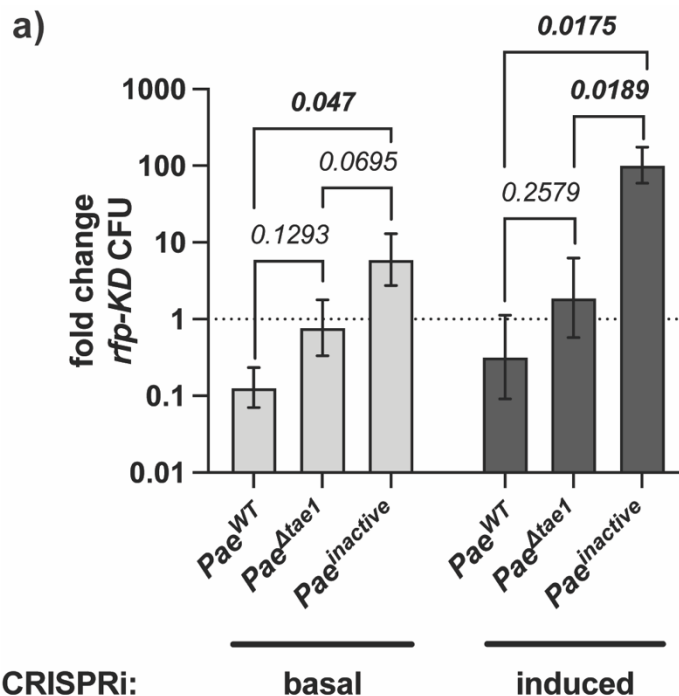 a)
0.0175
1000
0.047
0.0189
100
0.0695
0.2579
10
0.1293
1
0.1
0.01
fold change
rfp-KD CFU
Pae^WT
Pae^Δtae1
Pae^inactive
Pae^WT
Pae^Δtae1
Pae^inactive
CRISPRi: basal induced